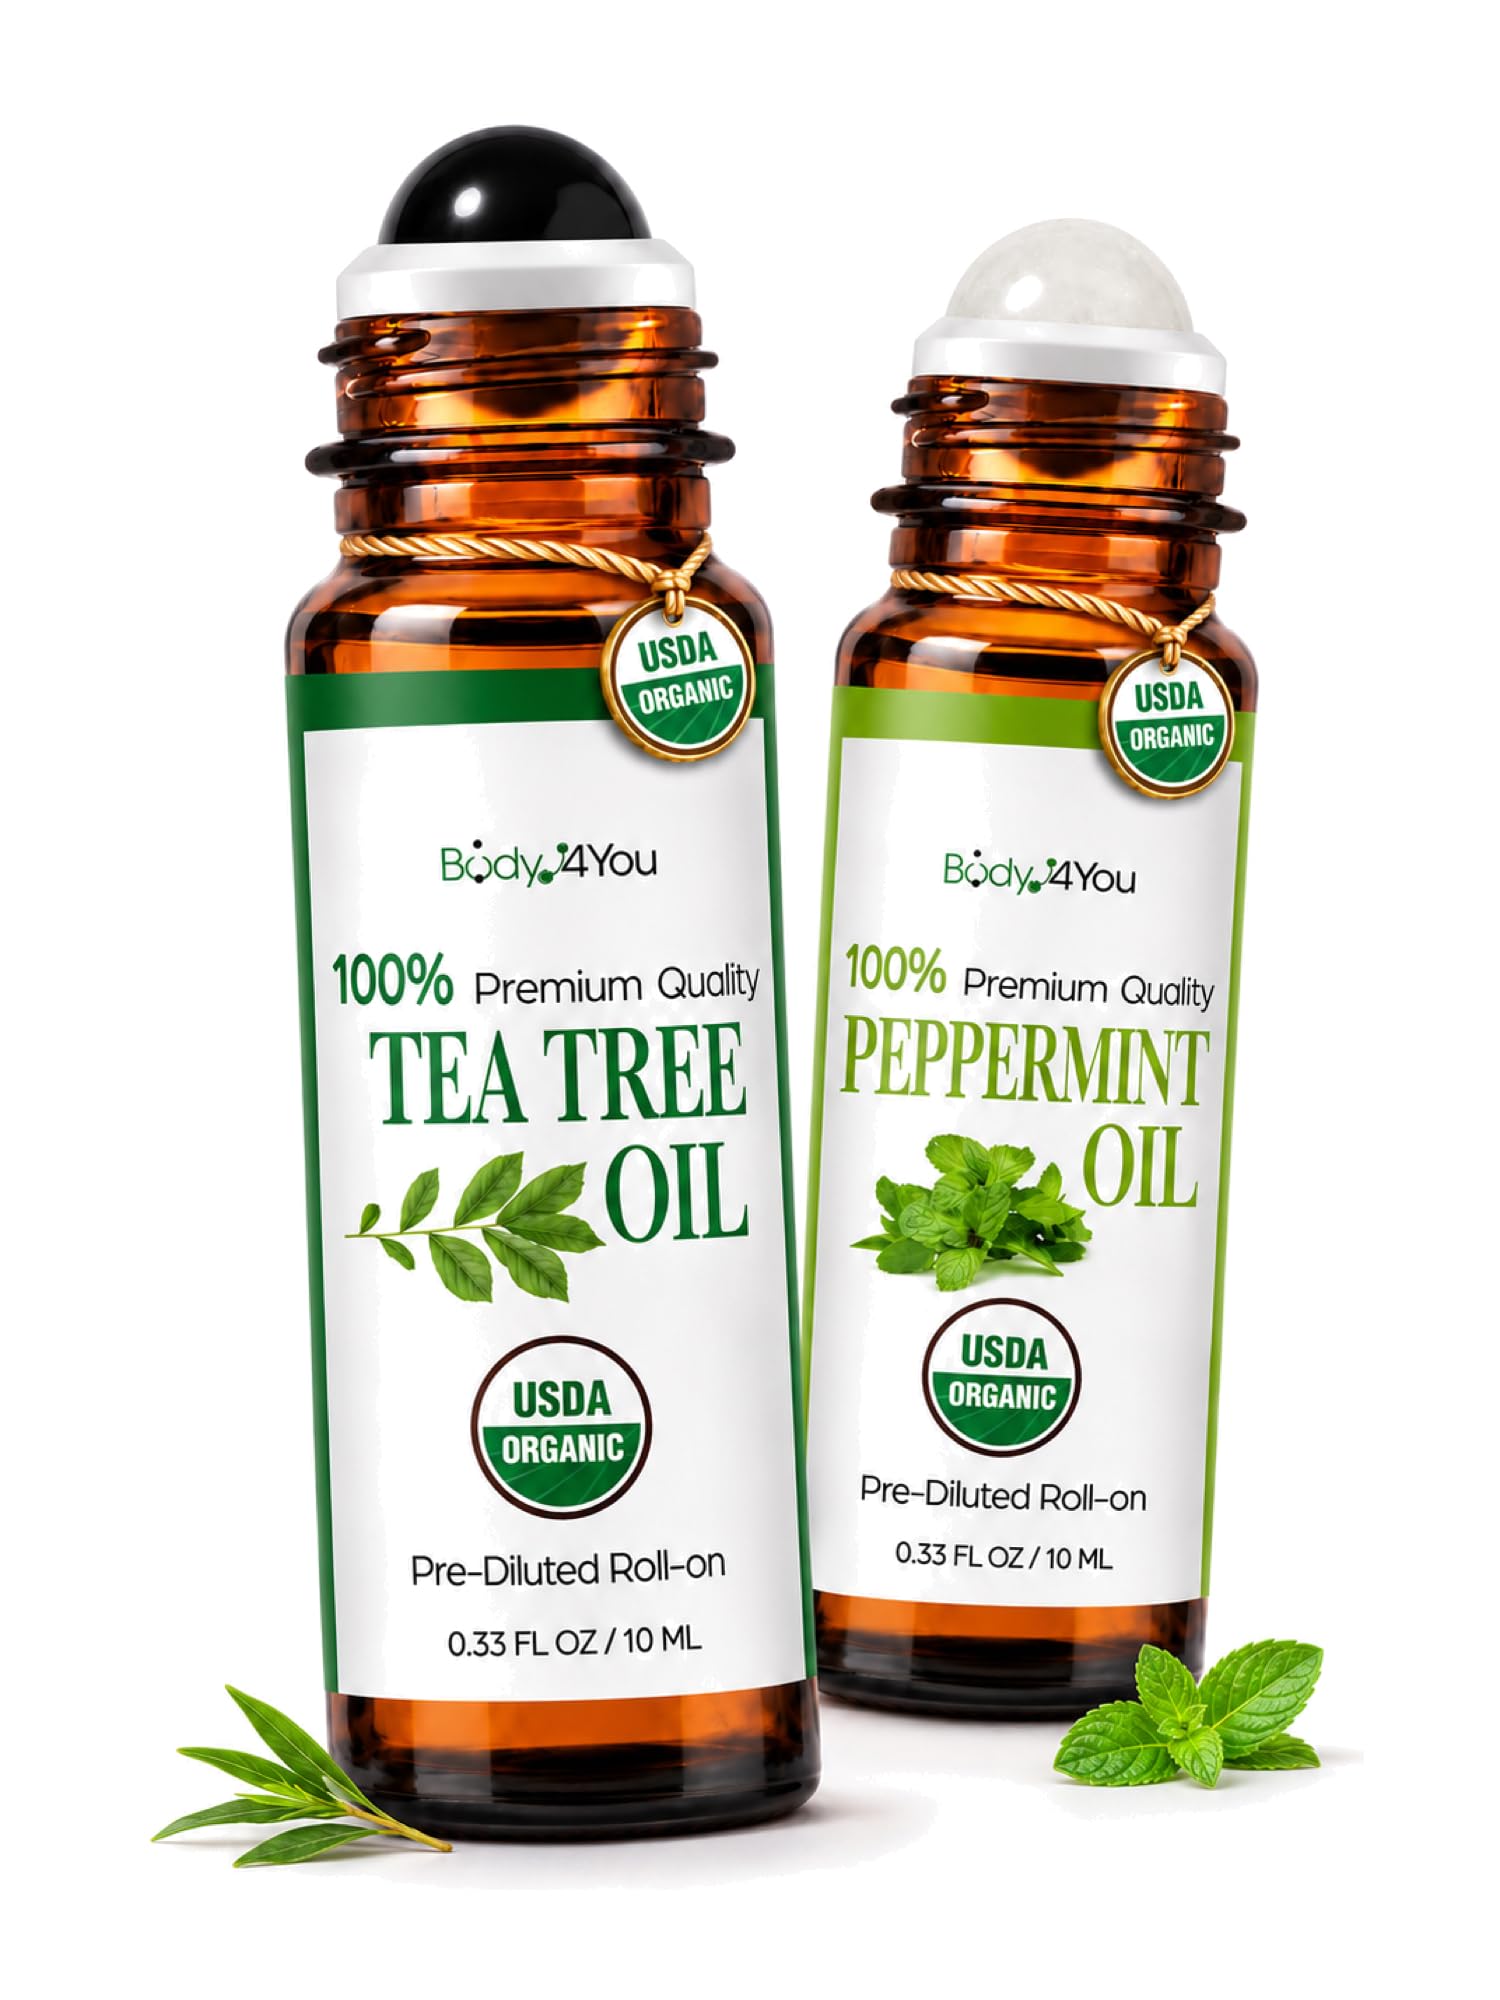 USDA
ORGANIC
Body4You
100% Premium Quality
TEA TREE
OIL
USDA
ORGANIC
Pre-Diluted Roll-on
0.33 FL OZ / 10 ML
USDA
ORGANIC
Body4You
100% Premium Quality
PEPPERMINT
OIL
USDA
ORGANIC
Pre-Diluted Roll-on
0.33 FL OZ / 10 ML